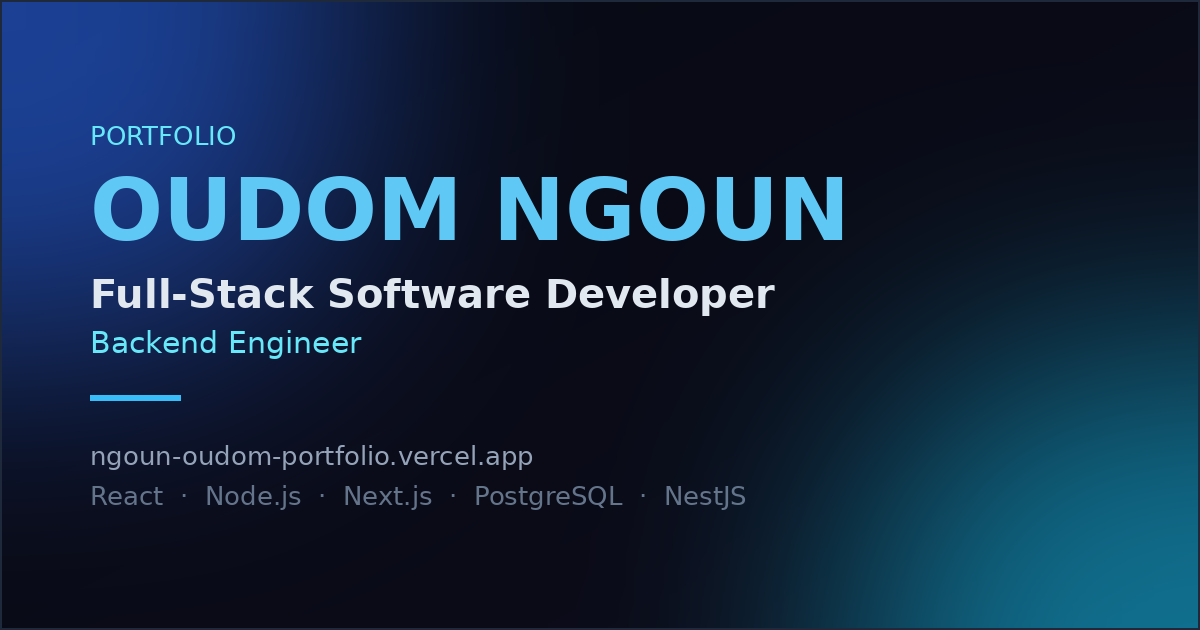 PORTFOLIO
OUDOM NGOUN
Full-Stack Software Developer
Backend Engineer
ngoun-oudom-portfolio.vercel.app
React · Node.js · Next.js · PostgreSQL · NestJS